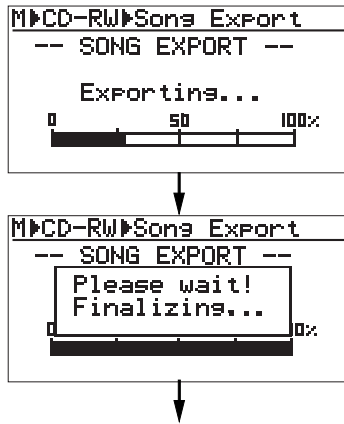 M▶CD-RW▶Song Export
-- SONG EXPORT --
Exporting...
0 50 100%
M▶CD-RW▶Song Export
-- SONG EXPORT --
Please wait!
Finalizing...
0 0%